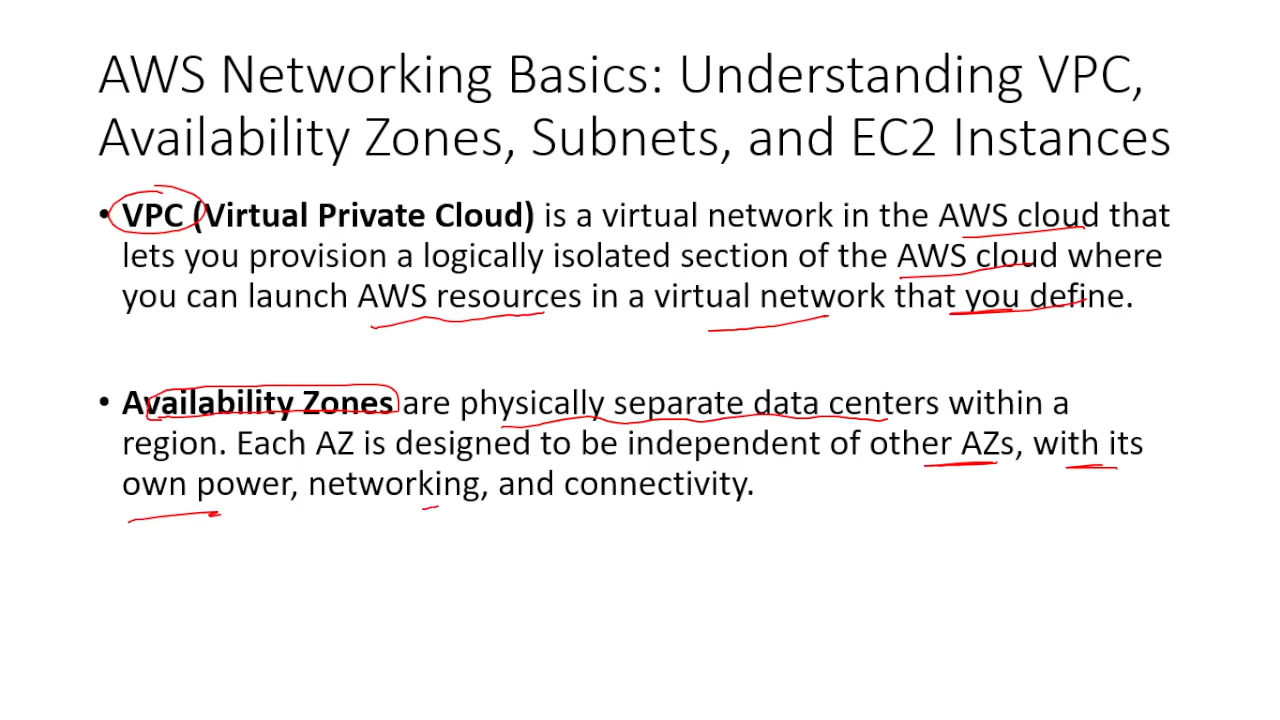 AWS Networking Basics: Understanding VPC,
Availability Zones, Subnets, and EC2 Instances
• VPC (Virtual Private Cloud) is a virtual network in the AWS cloud that
lets you provision a logically isolated section of the AWS cloud where
you can launch AWS resources in a virtual network that you define.
• Availability Zones are physically separate data centers within a
region. Each AZ is designed to be independent of other AZs, with its
own power, networking, and connectivity.